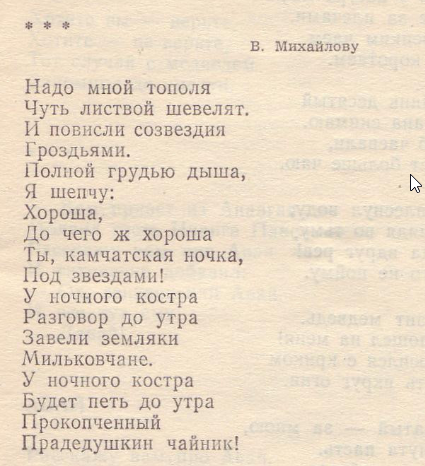 * * *
В. Михайлову
Надо мной тополя
Чуть листвой шевелят.
И повисли созвездия
Гроздьями.
Полной грудью дыша,
Я шепчу:
Хороша,
До чего ж хороша
Ты, камчатская ночка,
Под звездами!
У ночного костра
Разговор до утра
Завели земляки
Мильковчане.
У ночного костра
Будет петь до утра
Прокопченный
Прадедушкин чайник!